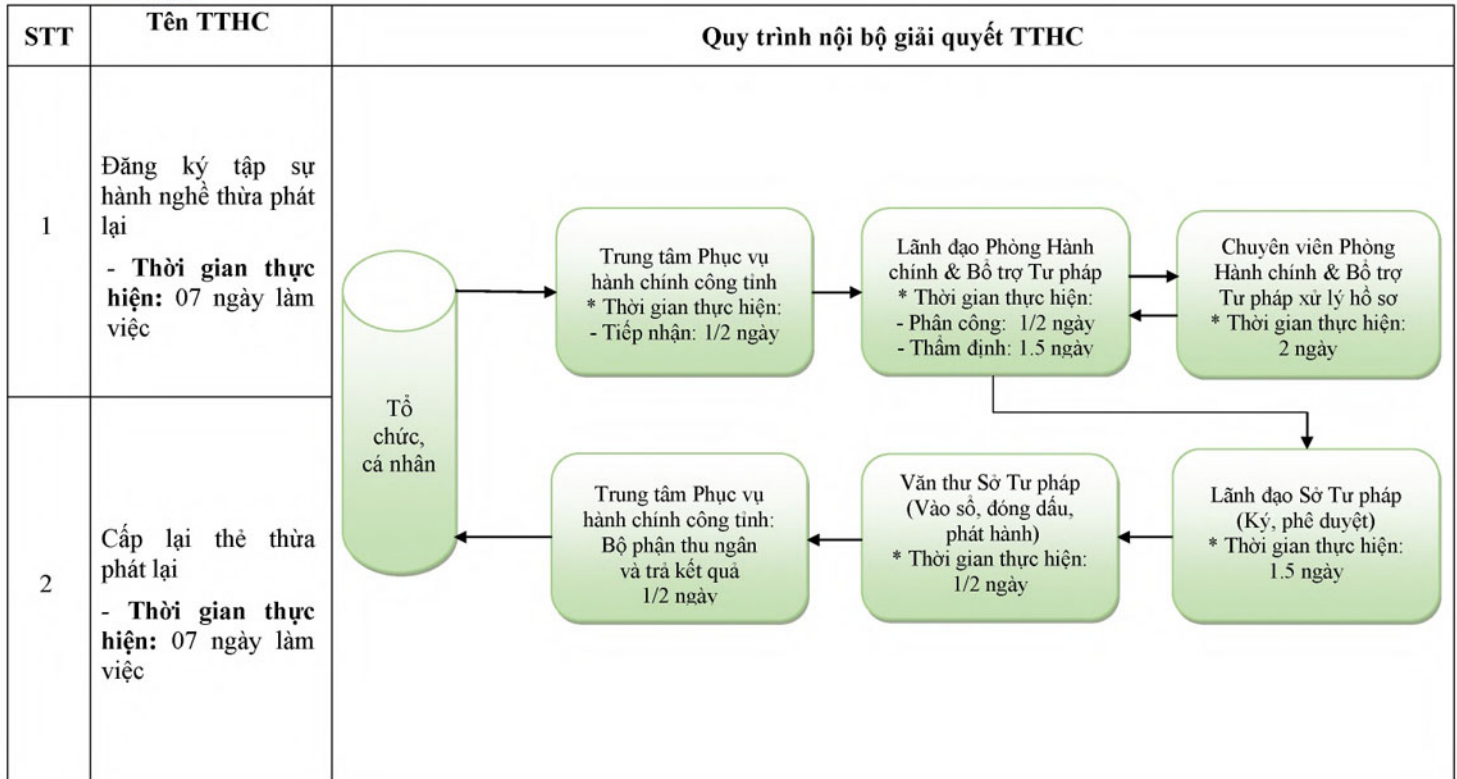 STT
Tên TTHC
Quy trình nội bộ giải quyết TTHC
1
Đăng ký tập sự
hành nghề thừa phát
lại
- Thời gian thực
hiện: 07 ngày làm
việc
2
Cấp lại thẻ thừa
phát lại
- Thời gian thực
hiện: 07 ngày làm
việc
Tổ
chức,
cá nhân
Trung tâm Phục vụ
hành chính công tỉnh
* Thời gian thực hiện:
- Tiếp nhận: 1/2 ngày
Lãnh đạo Phòng Hành
chính & Bổ trợ Tư pháp
* Thời gian thực hiện:
- Phân công: 1/2 ngày
- Thẩm định: 1.5 ngày
Chuyên viên Phòng
Hành chính & Bổ trợ
Tư pháp xử lý hồ sơ
* Thời gian thực hiện:
2 ngày
Lãnh đạo Sở Tư pháp
(Ký, phê duyệt)
* Thời gian thực hiện:
1.5 ngày
Văn thư Sở Tư pháp
(Vào sổ, đóng dấu,
phát hành)
* Thời gian thực hiện:
1/2 ngày
Trung tâm Phục vụ
hành chính công tỉnh:
Bộ phận thu ngân
và trả kết quả
1/2 ngày